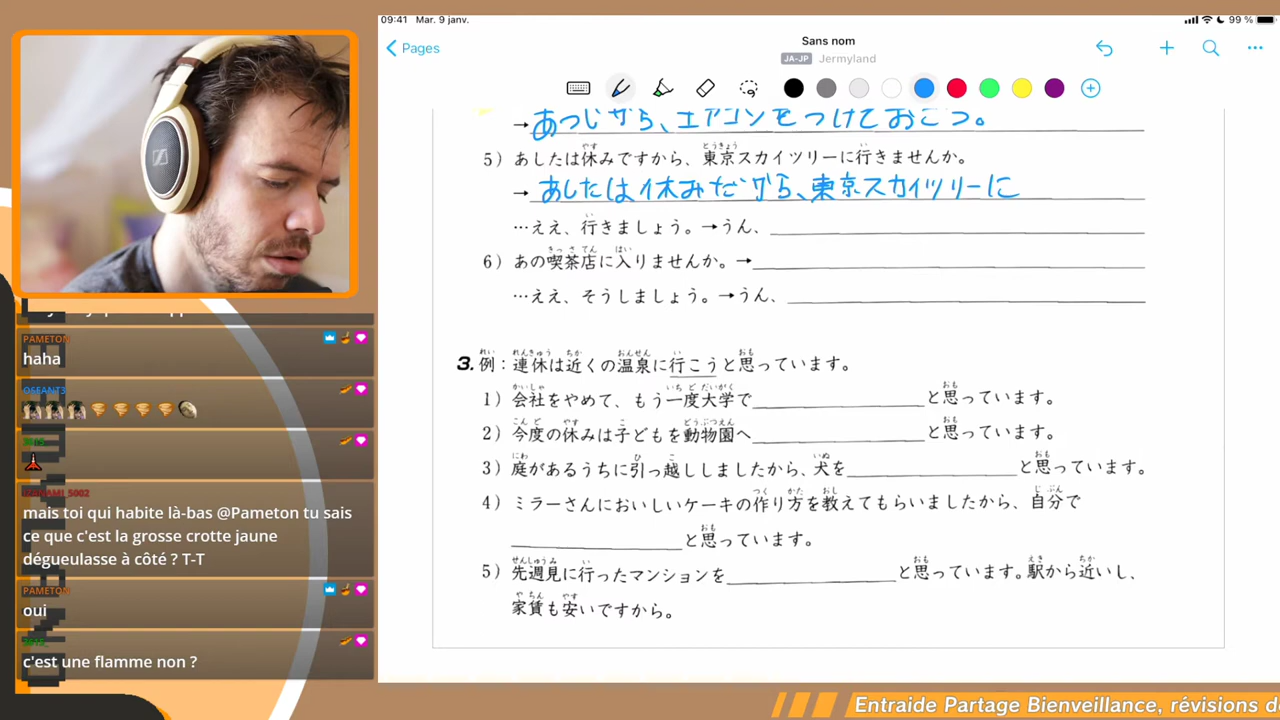 09:41 Mar. 9 janv.
99 %
Pages
Sans nom
JA-JP Jermyland
→
エアコンをつけておこう。
5) あしたは休みですから、東京スカイツリーに行きませんか。
→ あしたは休みだから、東京スカイツリーに
…ええ、行きましょう。→うん、
6) あの喫茶店に入りませんか。→
…ええ、そうしましょう。→うん、
3. 例：連休は近くの温泉に行こうと思っています。
1) 会社をやめて、もう一度大学で と思っています。
2) 今度の休みは子どもを動物園へ と思っています。
3) 庭があるうちに引っ越ししましたから、犬を と思っています。
4) ミラーさんにおいしいケーキの作り方を教えてもらいましたから、自分で
と思っています。
5) 先週見に行ったマンションを と思っています。駅から近いし、
家賃も安いですから。
PAMETON
haha
OFFANT3
mais toi qui habite là-bas @Pameton tu sais
ce que c'est la grosse crotte jaune
dégueulasse à côté ? T-T
PAMETON
oui
c'est une flamme non ?
Entraide Partage Bienveillance, révisions d